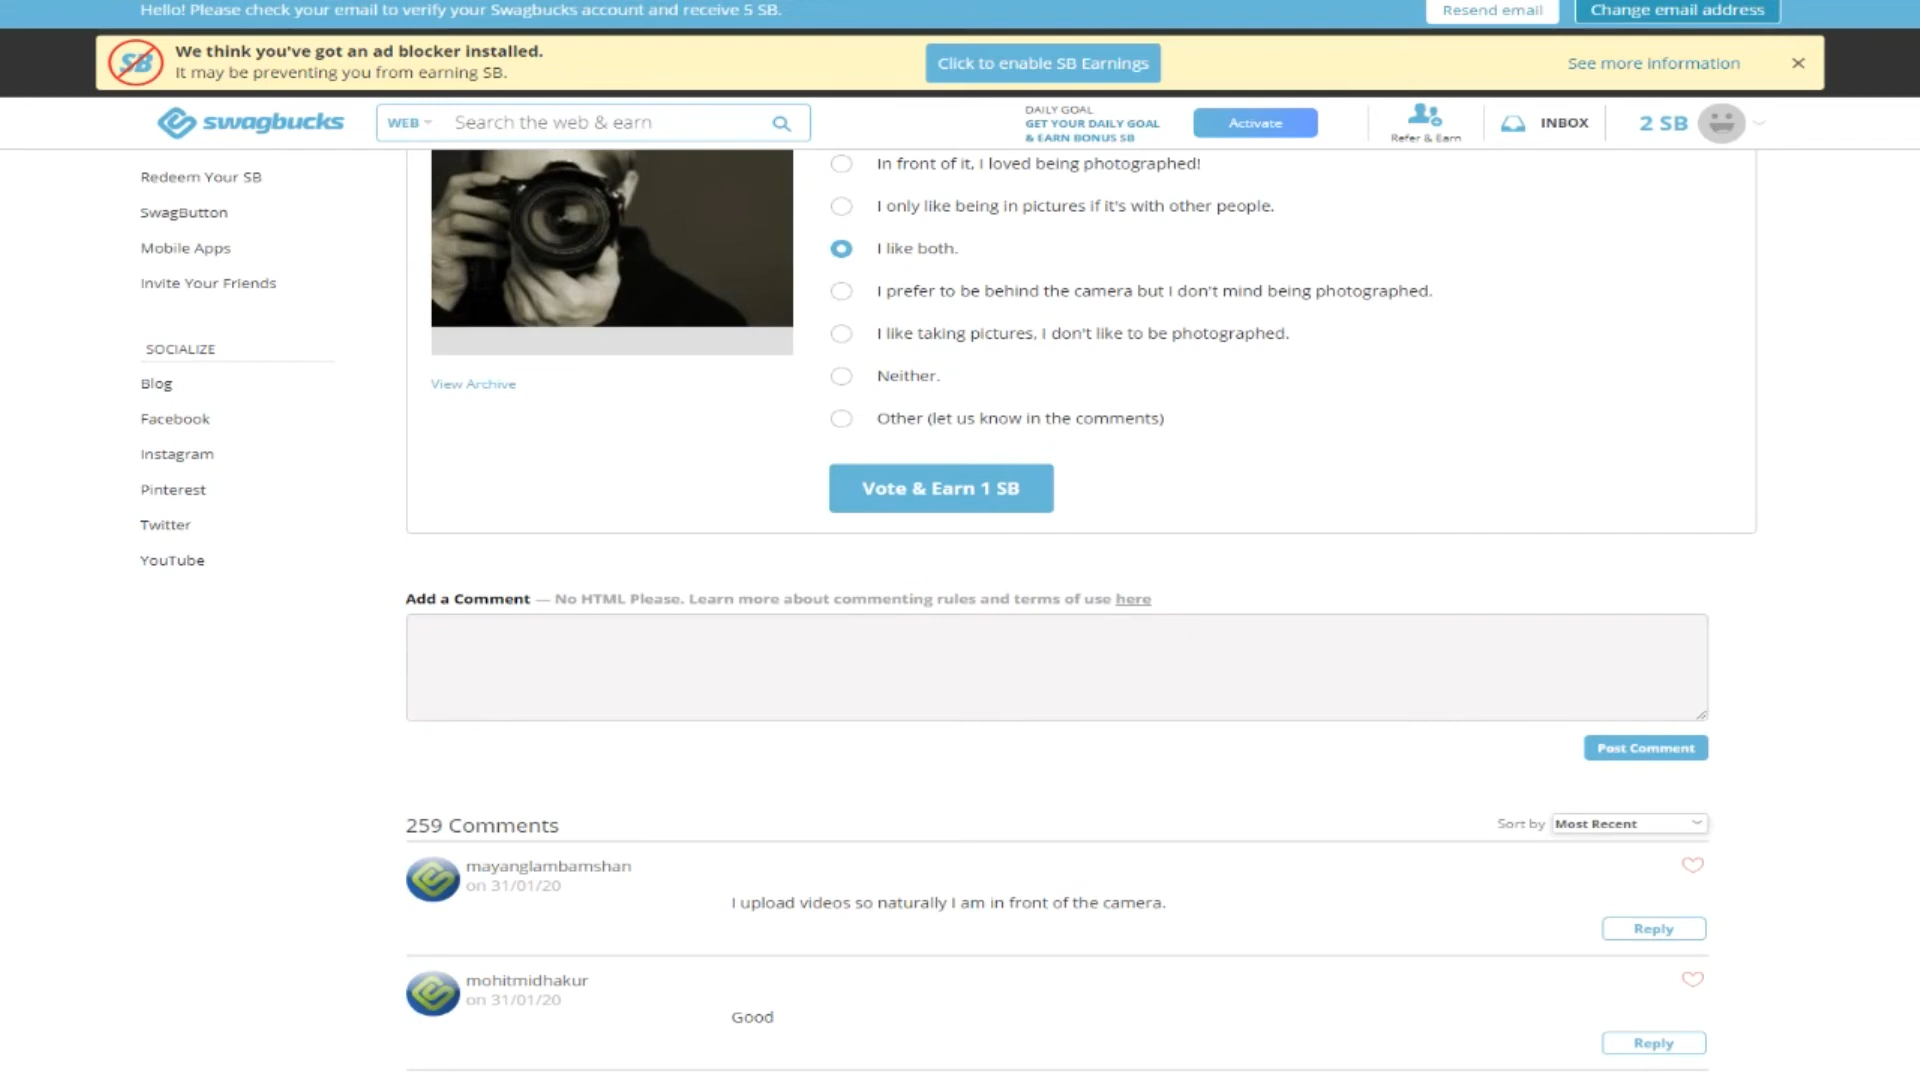 Hello! Please check your email to verify your Swagbucks account and receive 5 SB.
Resend email
Change email address
SB
We think you've got an ad blocker installed.
It may be preventing you from earning SB.
Click to enable SB Earnings
See more information
swagbucks
WEB
Search the web & earn
DAILY GOAL
GET YOUR DAILY GOAL
& EARN BONUS SB
Activate
Refer & Earn
INBOX
2 SB
Redeem Your SB
SwagButton
Mobile Apps
Invite Your Friends
SOCIALIZE
Blog
Facebook
Instagram
Pinterest
Twitter
YouTube
View Archive
In front of it, I loved being photographed!
I only like being in pictures if it's with other people.
I like both.
I prefer to be behind the camera but I don't mind being photographed.
I like taking pictures, I don't like to be photographed.
Neither.
Other (let us know in the comments)
Vote & Earn 1 SB
Add a Comment — No HTML Please. Learn more about commenting rules and terms of use here
Post Comment
259 Comments
Sort by
Most Recent
mayanglambamshan
on 31/01/20
I upload videos so naturally I am in front of the camera.
Reply
mohitmidhakur
on 31/01/20
Good
Reply